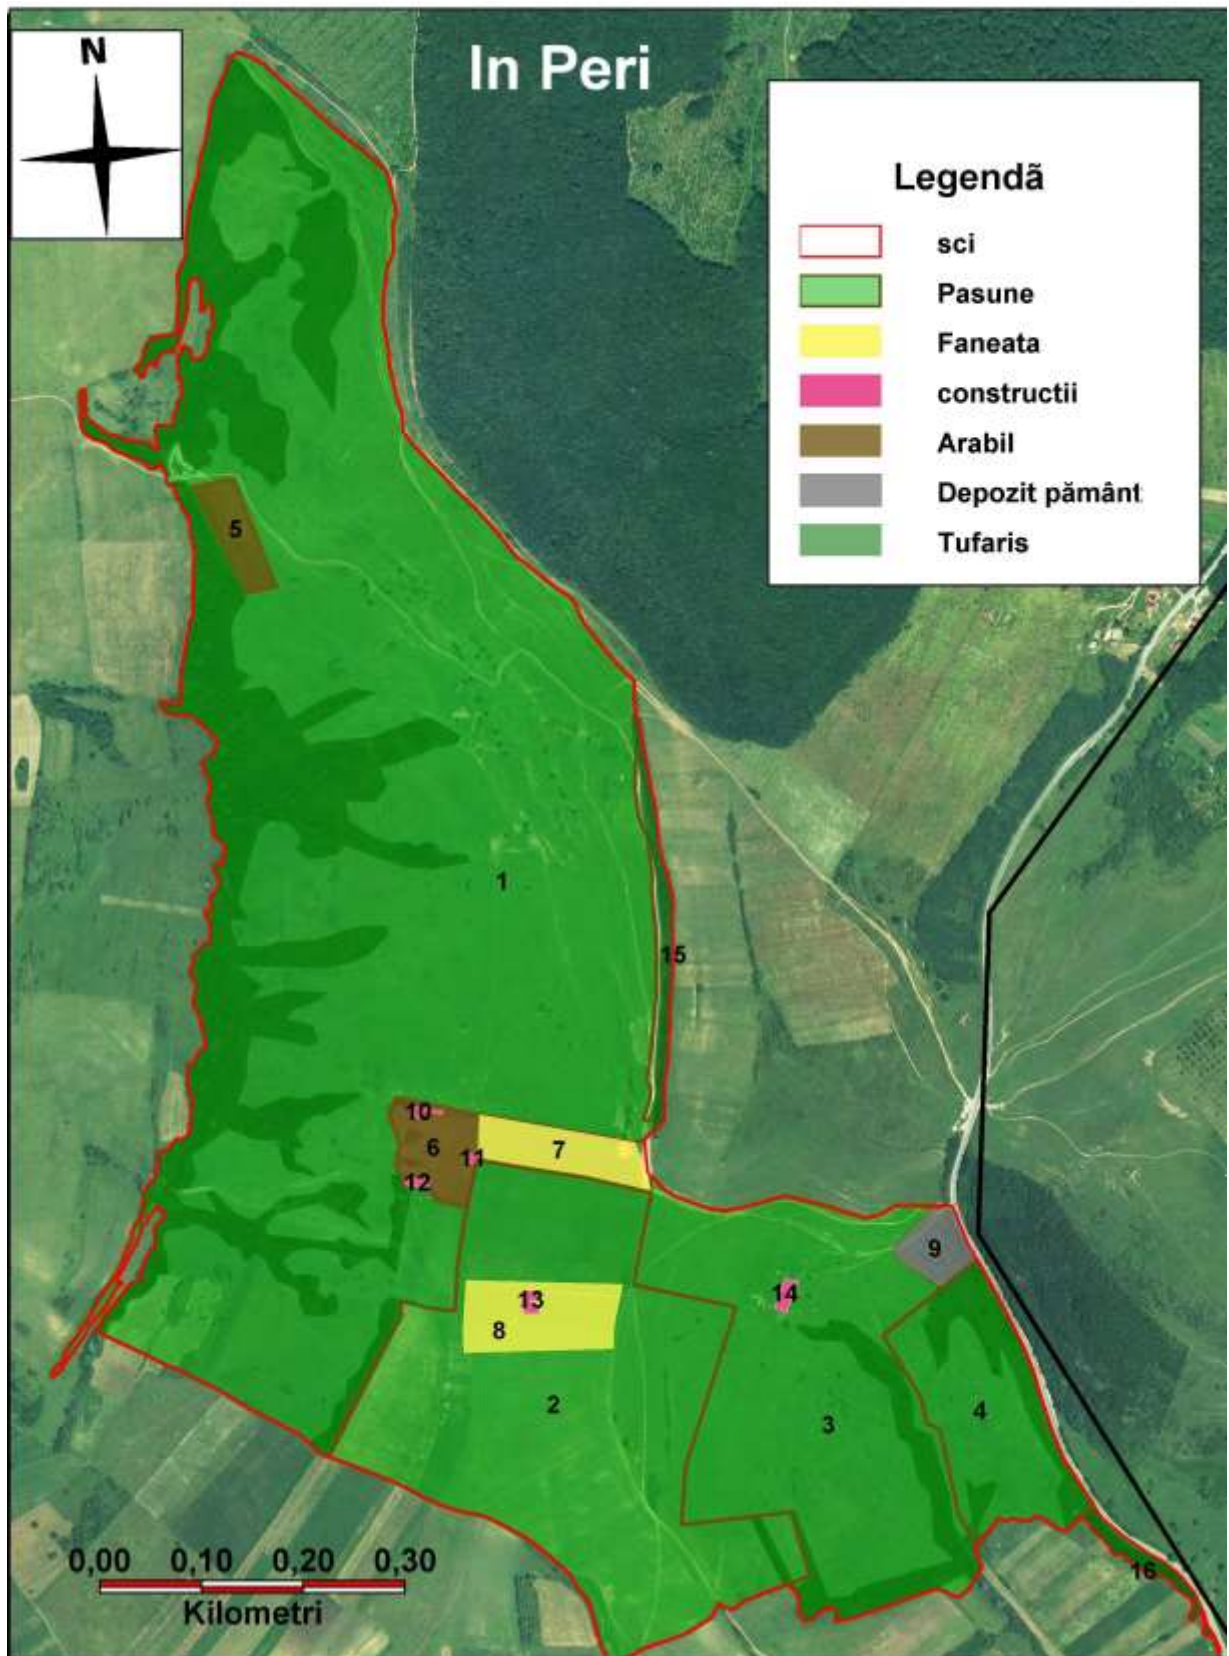 In Peri
N
Legendã
sci
Pasune
Faneata
constructii
Arabil
Depozit pământ
Tufaris
5
1
15
10
6
11
7
12
9
13
14
8
2
3
4
16
0,00 0,10 0,20 0,30
Kilometri